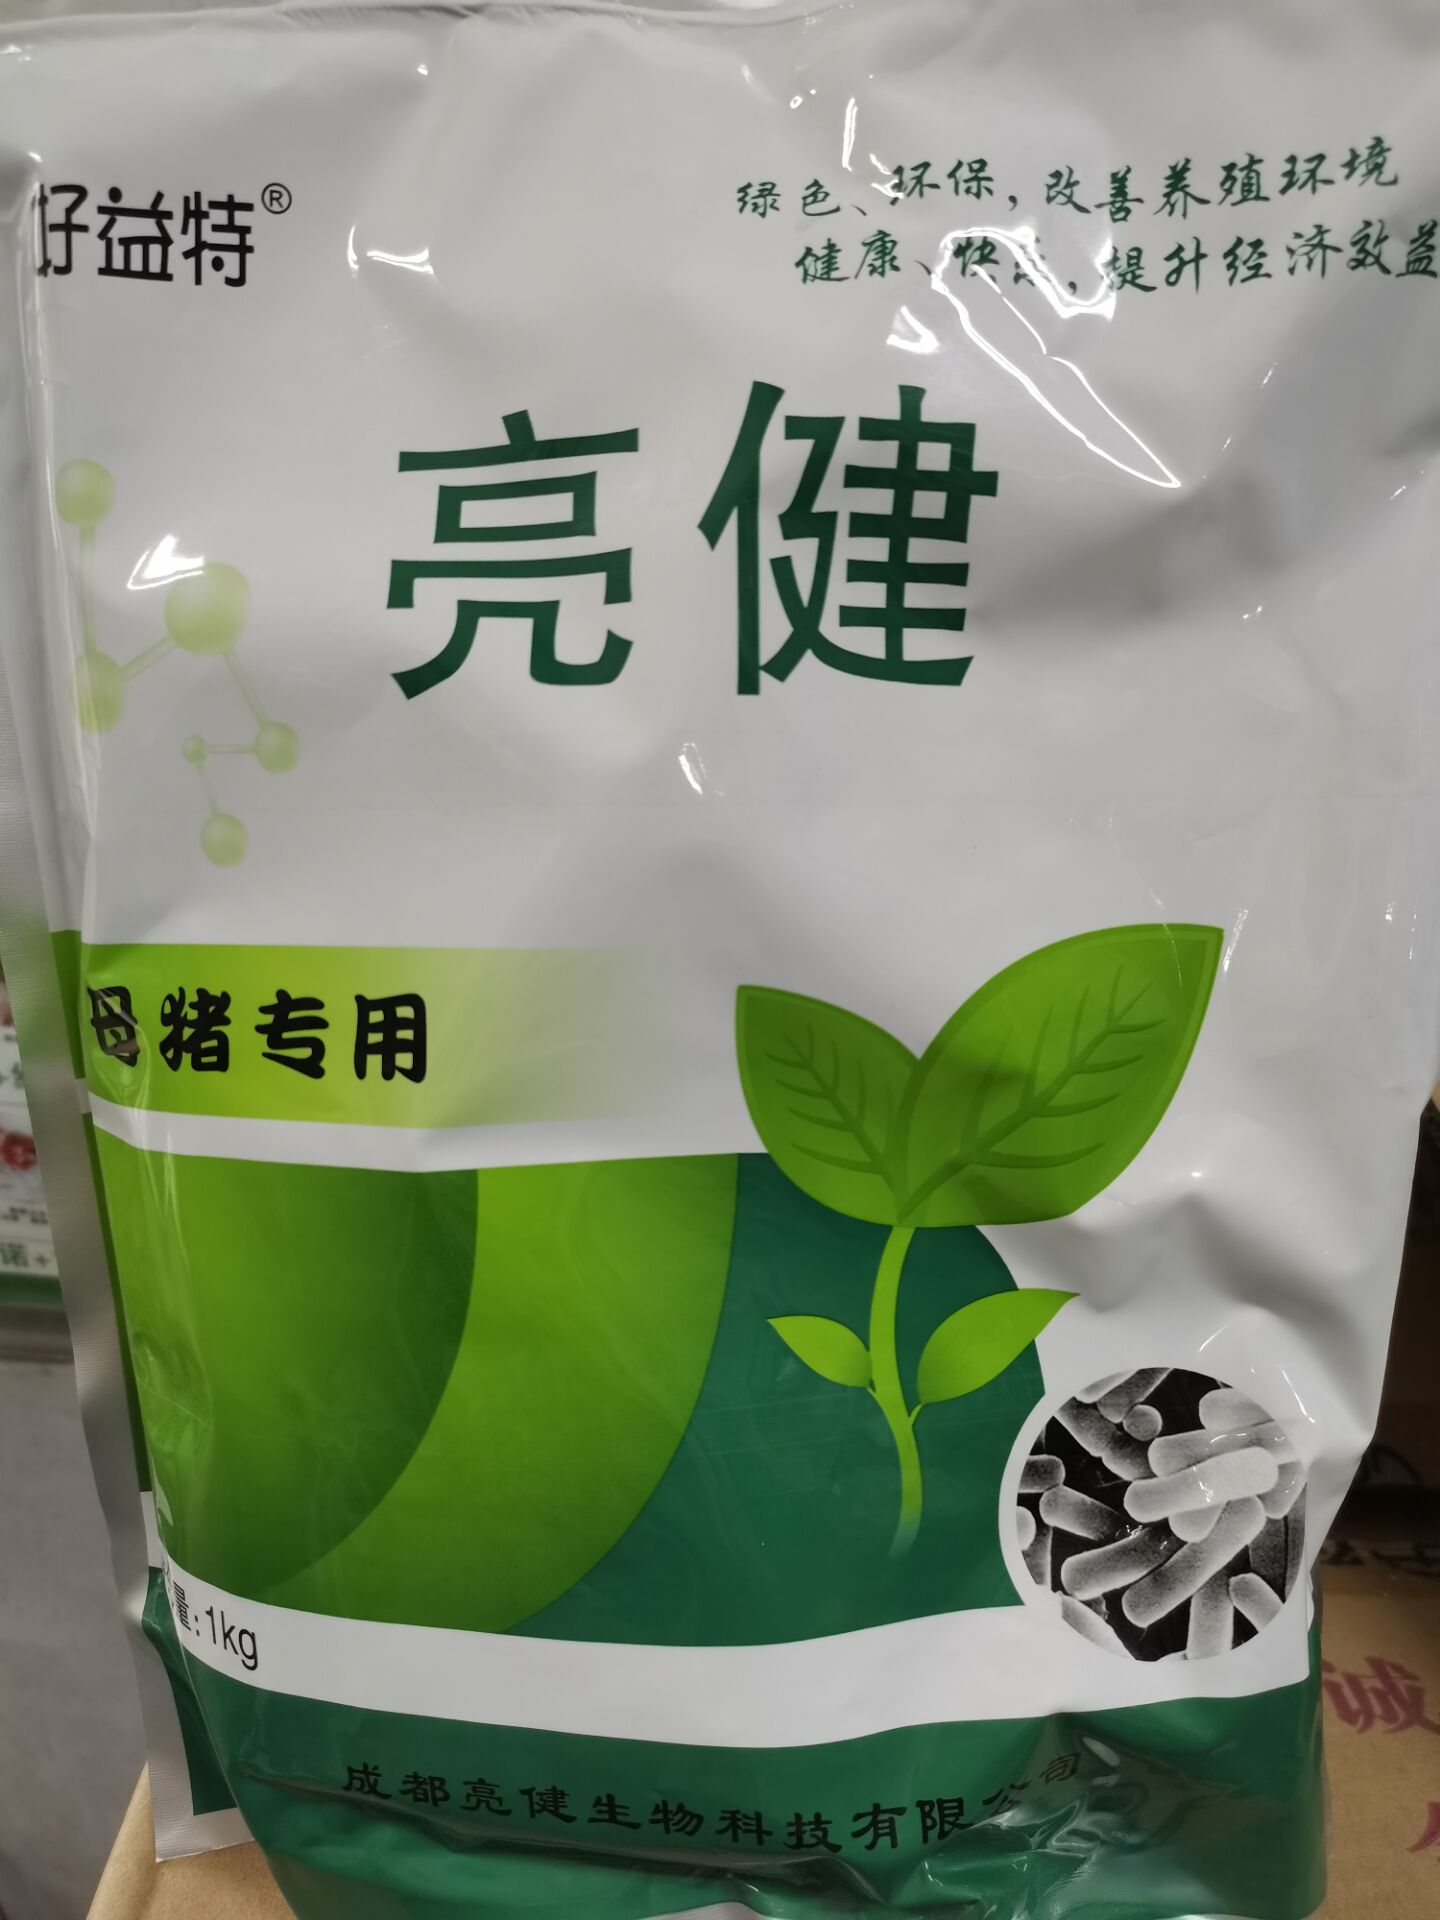 好益特®
绿色、环保，改善养殖环境
健康、快速，提升经济效益
亮健
母猪专用
量:1kg
成都亮健生物科技有限公司
诚